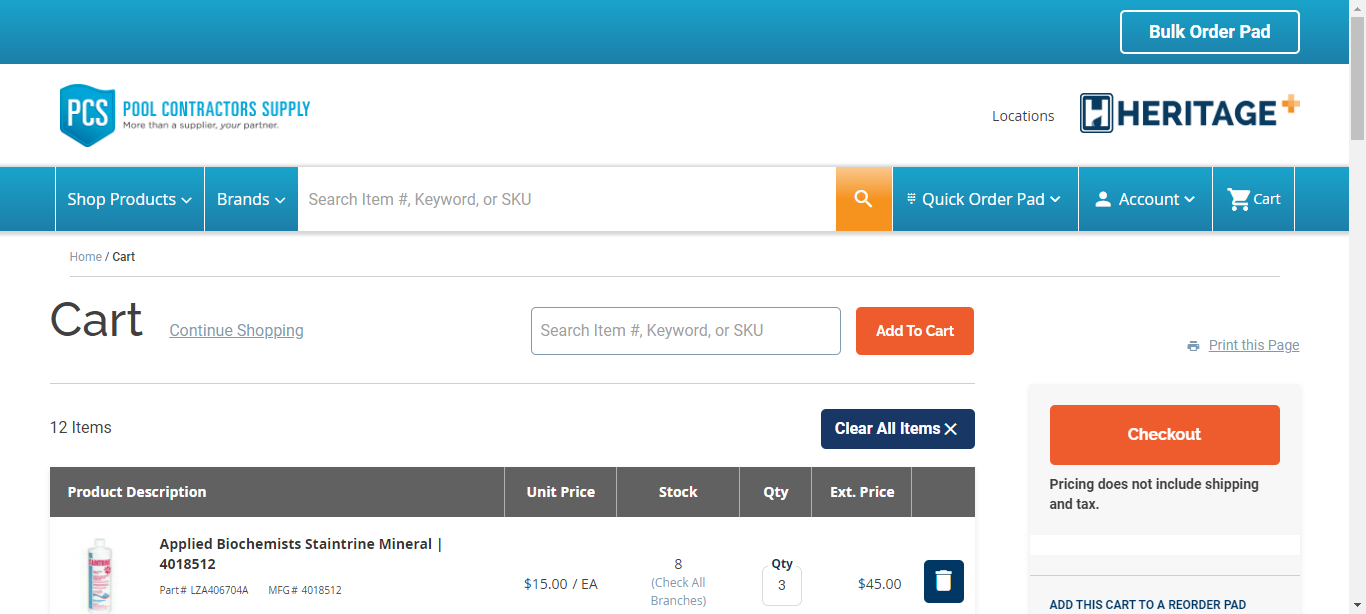 Bulk Order Pad
PCS POOL CONTRACTORS SUPPLY
More than a supplier, your partner.
Locations
HERITAGE+
Shop Products
Brands
Search Item #, Keyword, or SKU
Quick Order Pad
Account
Cart
Home / Cart
Cart
Continue Shopping
Search Item #, Keyword, or SKU
Add To Cart
Print this Page
12 Items
Clear All Items
Checkout
Pricing does not include shipping
and tax.
Product Description
Unit Price
Stock
Qty
Ext. Price
Applied Biochemists Staintrine Mineral |
4018512
Part# LZA406704A MFG# 4018512
$15.00 / EA
8
(Check All
Branches)
Qty
3
$45.00
ADD THIS CART TO A REORDER PAD